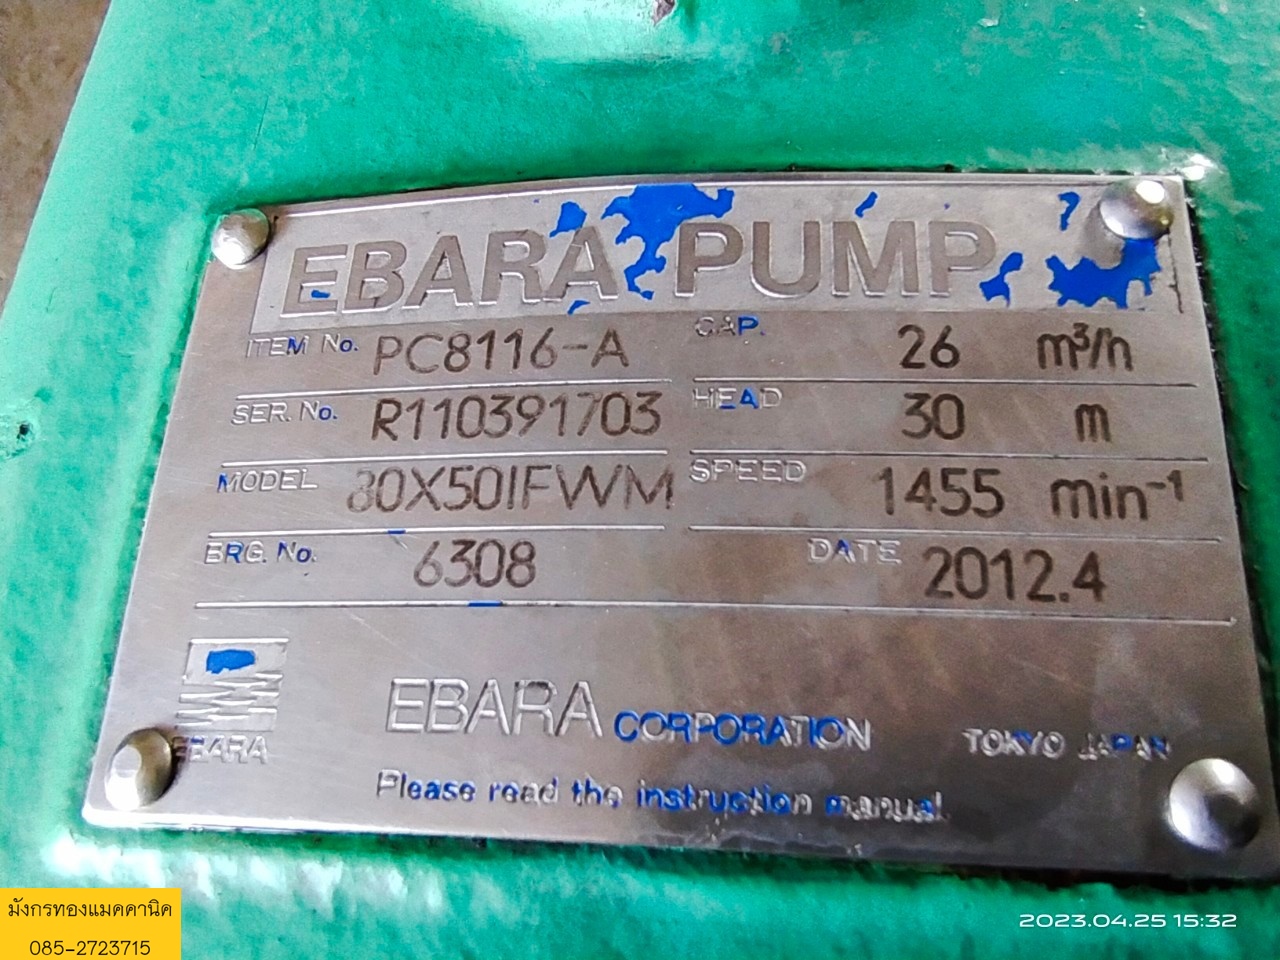 EBARA PUMP
ITEM No. PC8116-A CAP. 26 m³/h
SER. No. R110391703 HEAD 30 m
MODEL 80X50IFWM SPEED 1455 min⁻¹
BRG. No. 6308 DATE 2012.4
EBARA
EBARA CORPORATION TOKYO JAPAN
Please read the instruction manual.
มังกรทองแมคคานิค
085-2723715
2023.04.25 15:32